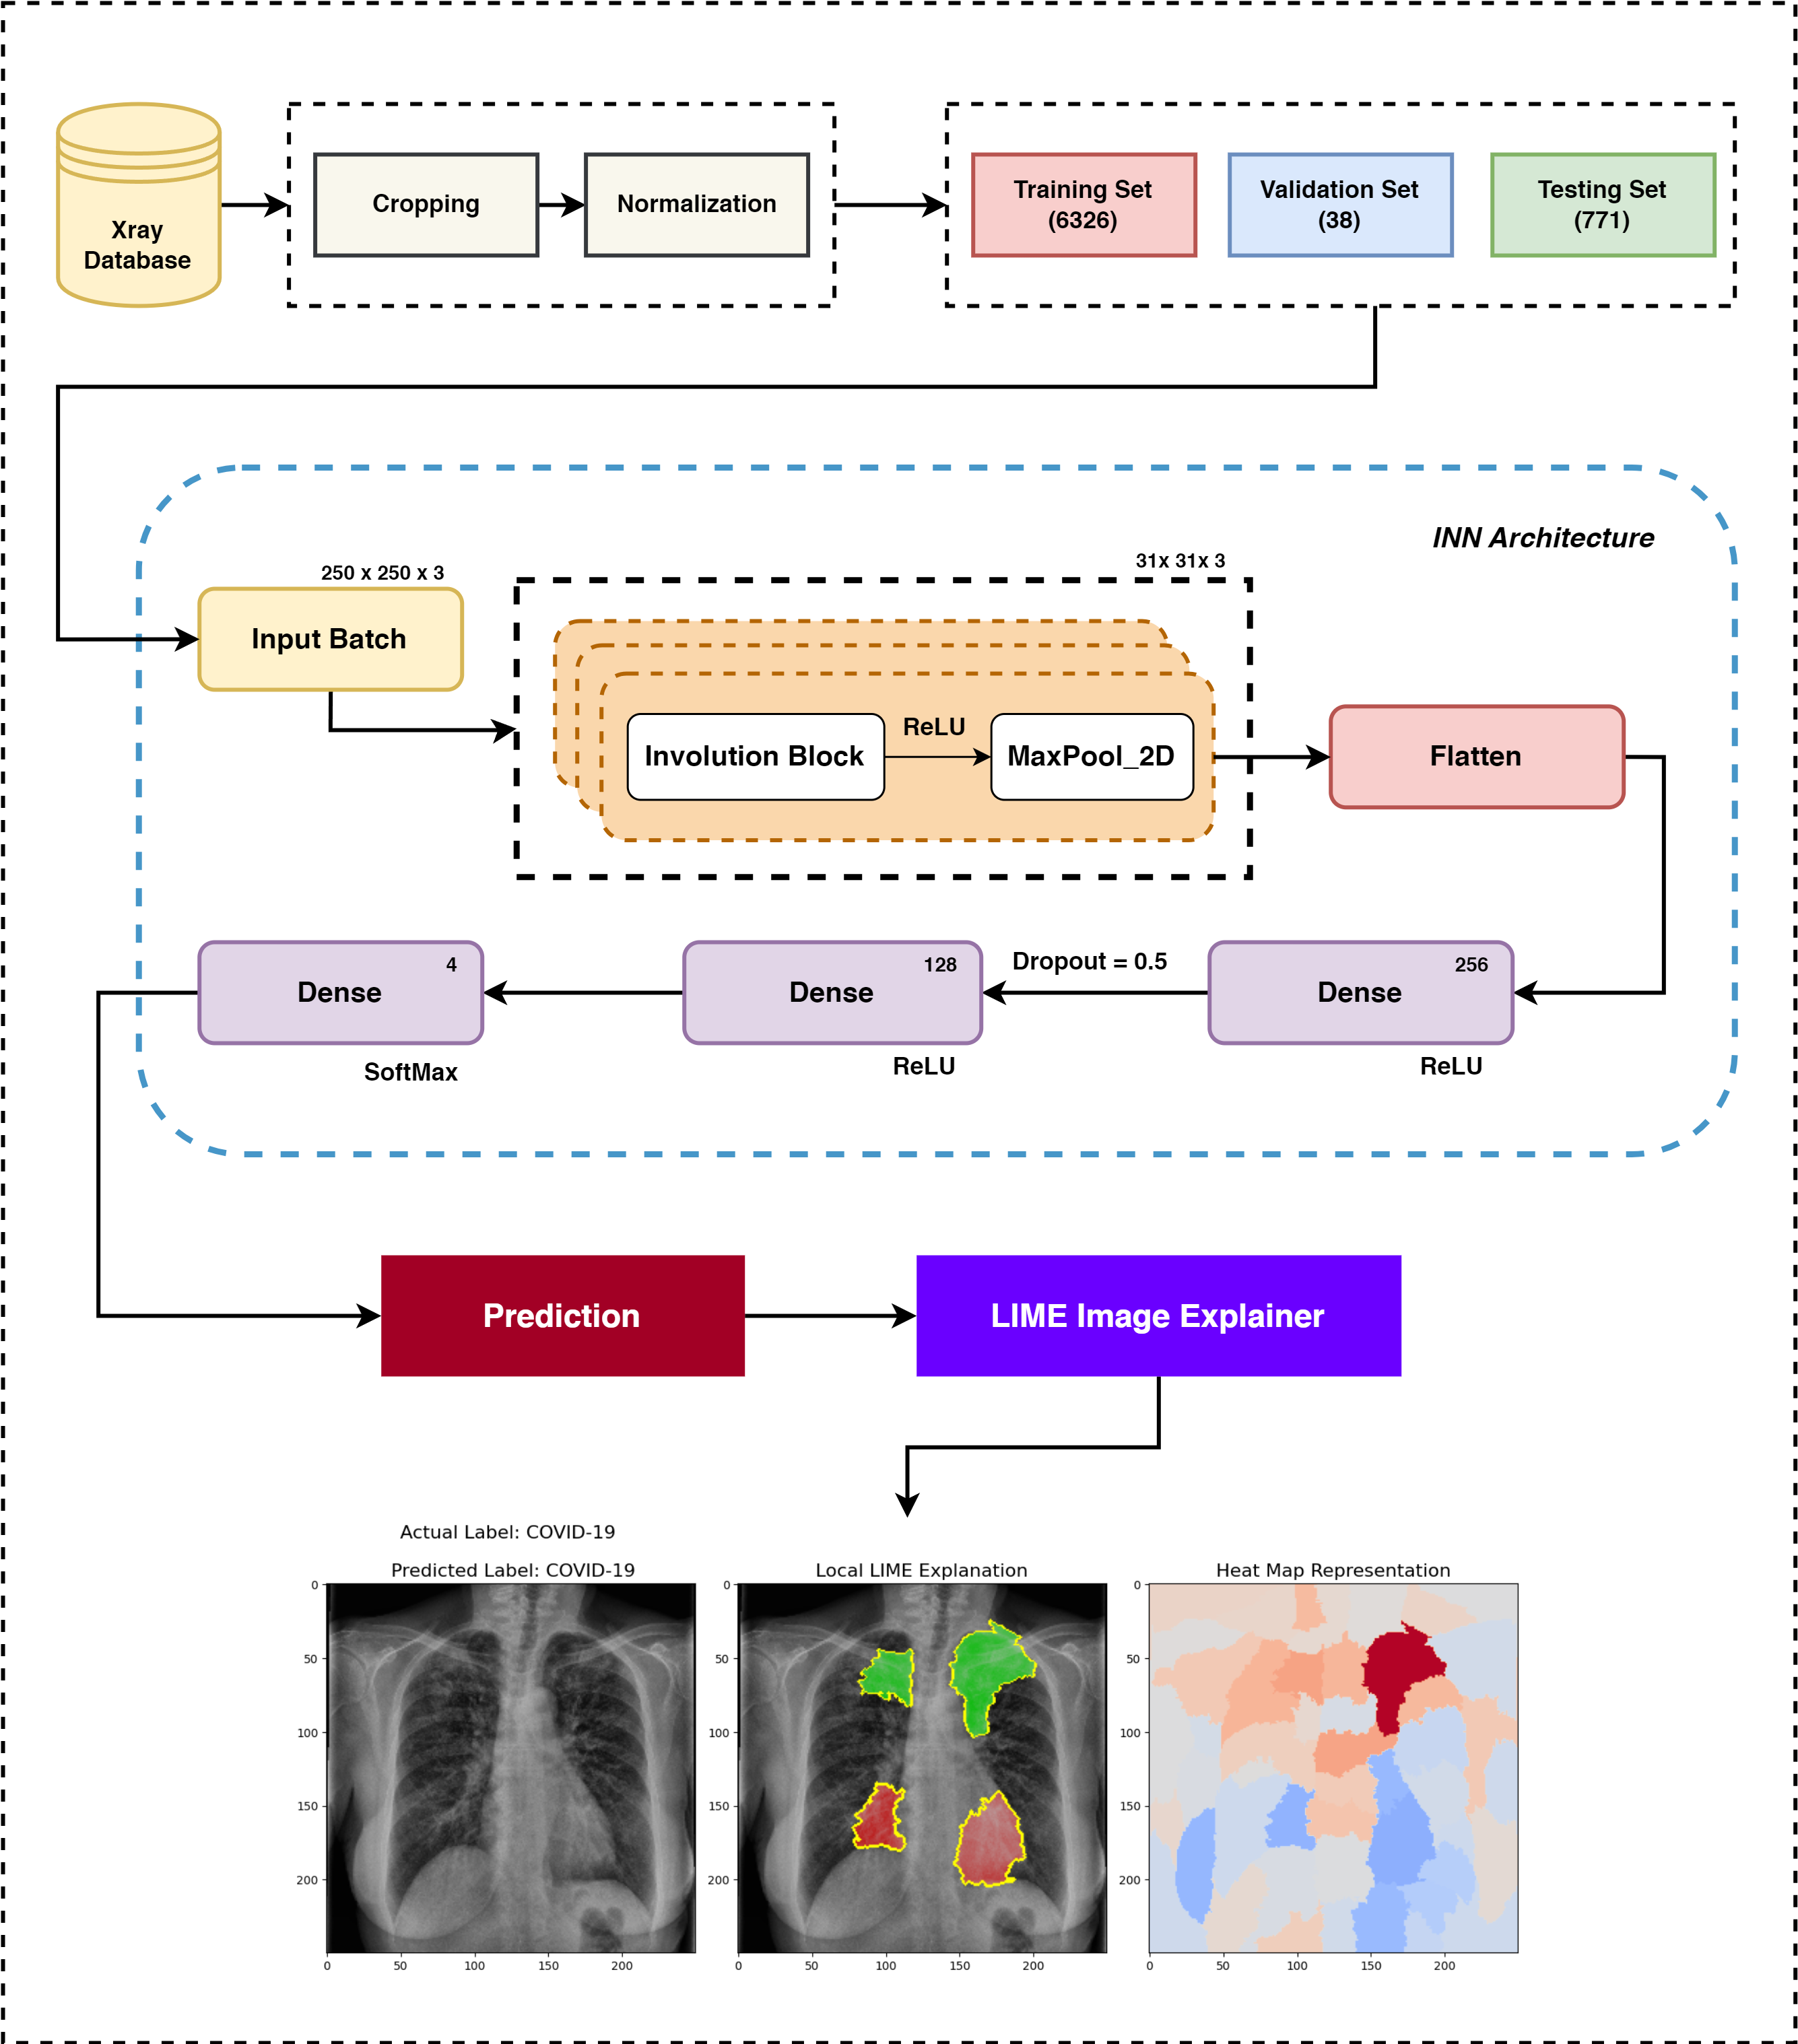 Xray
Database
Cropping
Normalization
Training Set
(6326)
Validation Set
(38)
Testing Set
(771)
INN Architecture
250 x 250 x 3
Input Batch
31x 31x 3
Involution Block
ReLU
MaxPool_2D
Flatten
256
Dense
ReLU
Dropout = 0.5
128
Dense
ReLU
4
Dense
SoftMax
Prediction
LIME Image Explainer
Actual Label: COVID-19
Predicted Label: COVID-19
0
50
100
150
200
0
50
100
150
200
Local LIME Explanation
0
50
100
150
200
0
50
100
150
200
Heat Map Representation
0
50
100
150
200
0
50
100
150
200